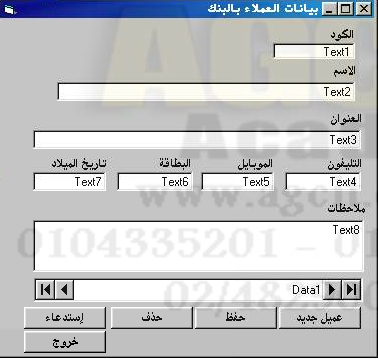 بيانات العملاء بالبنك
الكود
Text1
الاسم
Text2
العنوان
Text3
التليفون الموبايل البطاقة تاريخ الميلاد
Text4 Text5 Text6 Text7
ملاحظات
Text8
0104335201
Data1
عميل جديد حفظ حذف إستدعاء
خروج